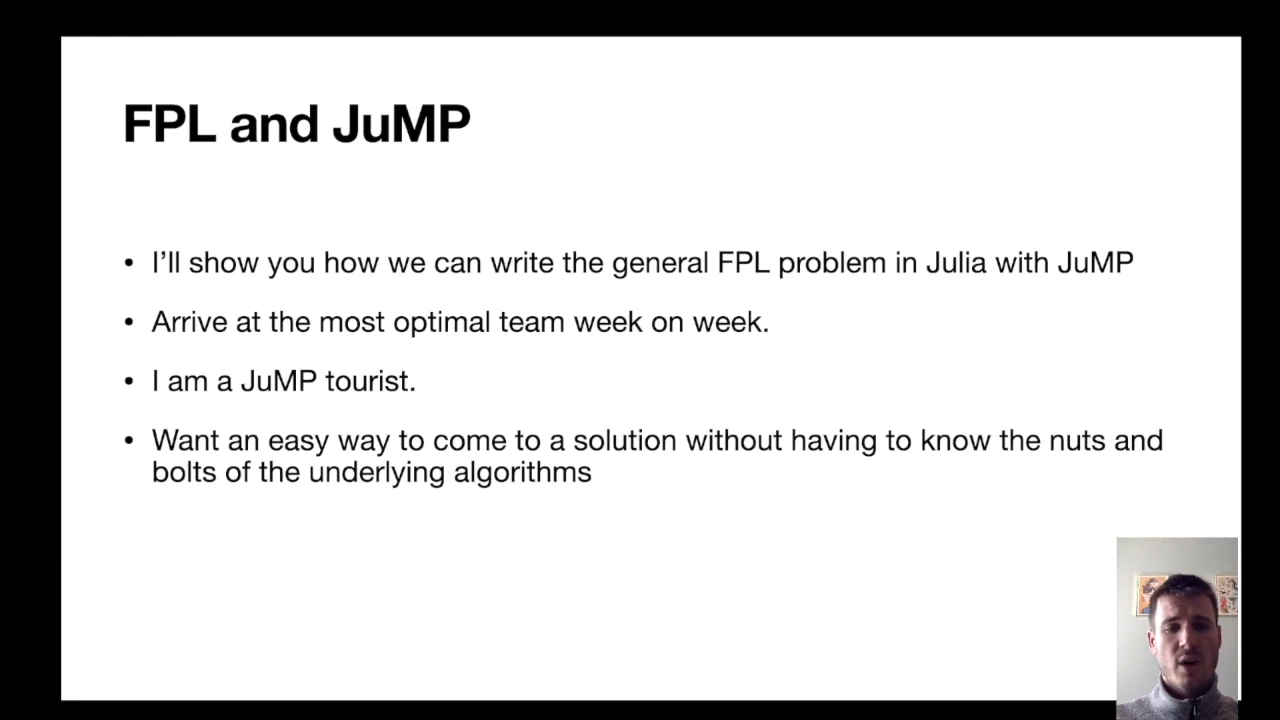 FPL and JuMP
• I'll show you how we can write the general FPL problem in Julia with JuMP
• Arrive at the most optimal team week on week.
• I am a JuMP tourist.
• Want an easy way to come to a solution without having to know the nuts and
bolts of the underlying algorithms